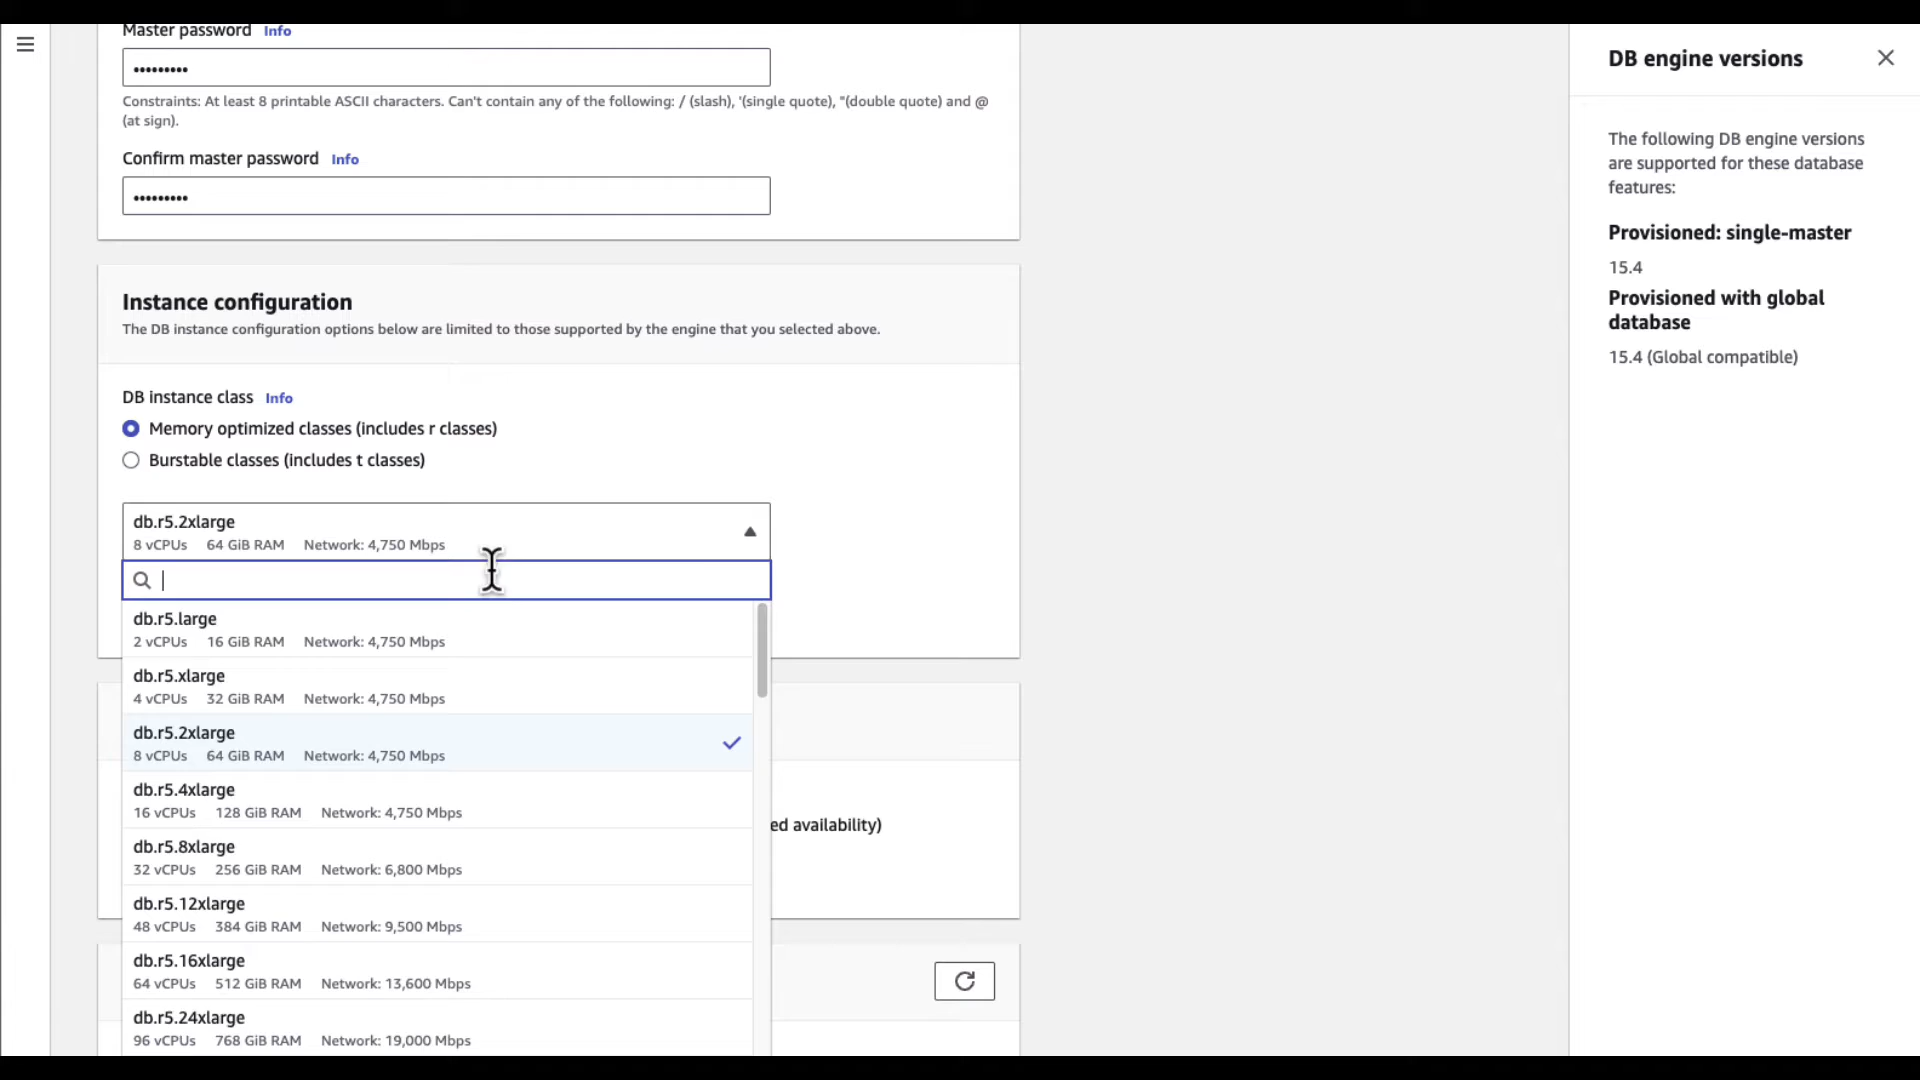 Master password Info
•••••••••
Constraints: At least 8 printable ASCII characters. Can't contain any of the following: / (slash), '(single quote), "(double quote) and @
(at sign).
Confirm master password Info
•••••••••
Instance configuration
The DB instance configuration options below are limited to those supported by the engine that you selected above.
DB instance class Info
Memory optimized classes (includes r classes)
Burstable classes (includes t classes)
db.r5.2xlarge
8 vCPUs 64 GiB RAM Network: 4,750 Mbps
db.r5.large
2 vCPUs 16 GiB RAM Network: 4,750 Mbps
db.r5.xlarge
4 vCPUs 32 GiB RAM Network: 4,750 Mbps
db.r5.2xlarge
8 vCPUs 64 GiB RAM Network: 4,750 Mbps
db.r5.4xlarge
16 vCPUs 128 GiB RAM Network: 4,750 Mbps
ed availability)
db.r5.8xlarge
32 vCPUs 256 GiB RAM Network: 6,800 Mbps
db.r5.12xlarge
48 vCPUs 384 GiB RAM Network: 9,500 Mbps
db.r5.16xlarge
64 vCPUs 512 GiB RAM Network: 13,600 Mbps
db.r5.24xlarge
96 vCPUs 768 GiB RAM Network: 19,000 Mbps
DB engine versions
The following DB engine versions
are supported for these database
features:
Provisioned: single-master
15.4
Provisioned with global
database
15.4 (Global compatible)